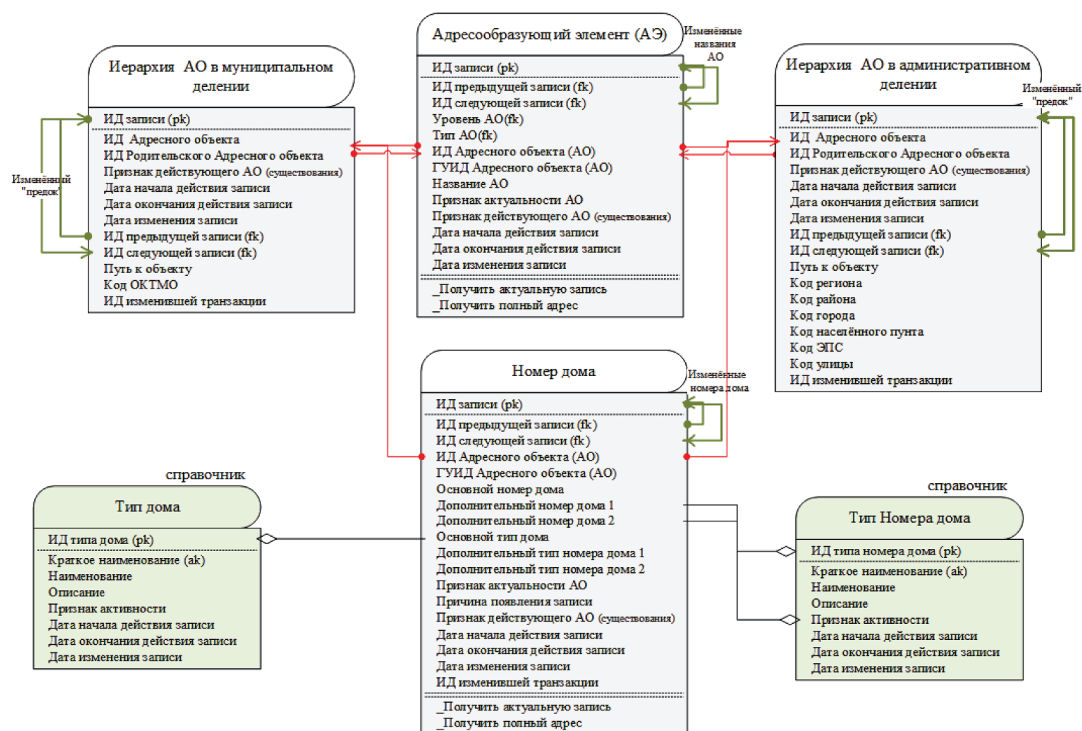 Иерархия АО в муниципальном
делении
ИД записи (pk)
ИД Адресного объекта
ИД Родительского Адресного объекта
Признак действующего АО (существования)
Дата начала действия записи
Дата окончания действия записи
Дата изменения записи
ИД предыдущей записи (fk)
ИД следующей записи (fk)
Путь к объекту
Код ОКТМО
ИД изменившей транзакции
Изменённый
"предок"
Адресообразующий элемент (АЭ)
ИД записи (pk)
ИД предыдущей записи (fk)
ИД следующей записи (fk)
Уровень АО(fk)
Тип АО(fk)
ИД Адресного объекта (АО)
ГУИД Адресного объекта (АО)
Название АО
Признак актуальности АО
Признак действующего АО (существования)
Дата начала действия записи
Дата окончания действия записи
Дата изменения записи
_Получить актуальную запись
_Получить полный адрес
Изменённые
названия
АО
Иерархия АО в административном
делении
ИД записи (pk)
ИД Адресного объекта
ИД Родительского Адресного объекта
Признак действующего АО (существования)
Дата начала действия записи
Дата окончания действия записи
Дата изменения записи
ИД предыдущей записи (fk)
ИД следующей записи (fk)
Путь к объекту
Код региона
Код района
Код города
Код населённого пунта
Код ЭПС
Код улицы
ИД изменившей транзакции
Изменённый
"предок"
Номер дома
ИД записи (pk)
ИД предыдущей записи (fk)
ИД следующей записи (fk)
ИД Адресного объекта (АО)
ГУИД Адресного объекта (АО)
Основной номер дома
Дополнительный номер дома 1
Дополнительный номер дома 2
Основной тип дома
Дополнительный тип номера дома 1
Дополнительный тип номера дома 2
Признак актуальности АО
Причина появления записи
Признак действующего АО (существования)
Дата начала действия записи
Дата окончания действия записи
Дата изменения записи
ИД изменившей транзакции
_Получить актуальную запись
_Получить полный адрес
Изменённые
номера дома
справочник
Тип дома
ИД типа дома (pk)
Краткое наименование (ak)
Наименование
Описание
Признак активности
Дата начала действия записи
Дата окончания действия записи
Дата изменения записи
справочник
Тип Номера дома
ИД типа номера дома (pk)
Краткое наименование (ak)
Наименование
Описание
Признак активности
Дата начала действия записи
Дата окончания действия записи
Дата изменения записи